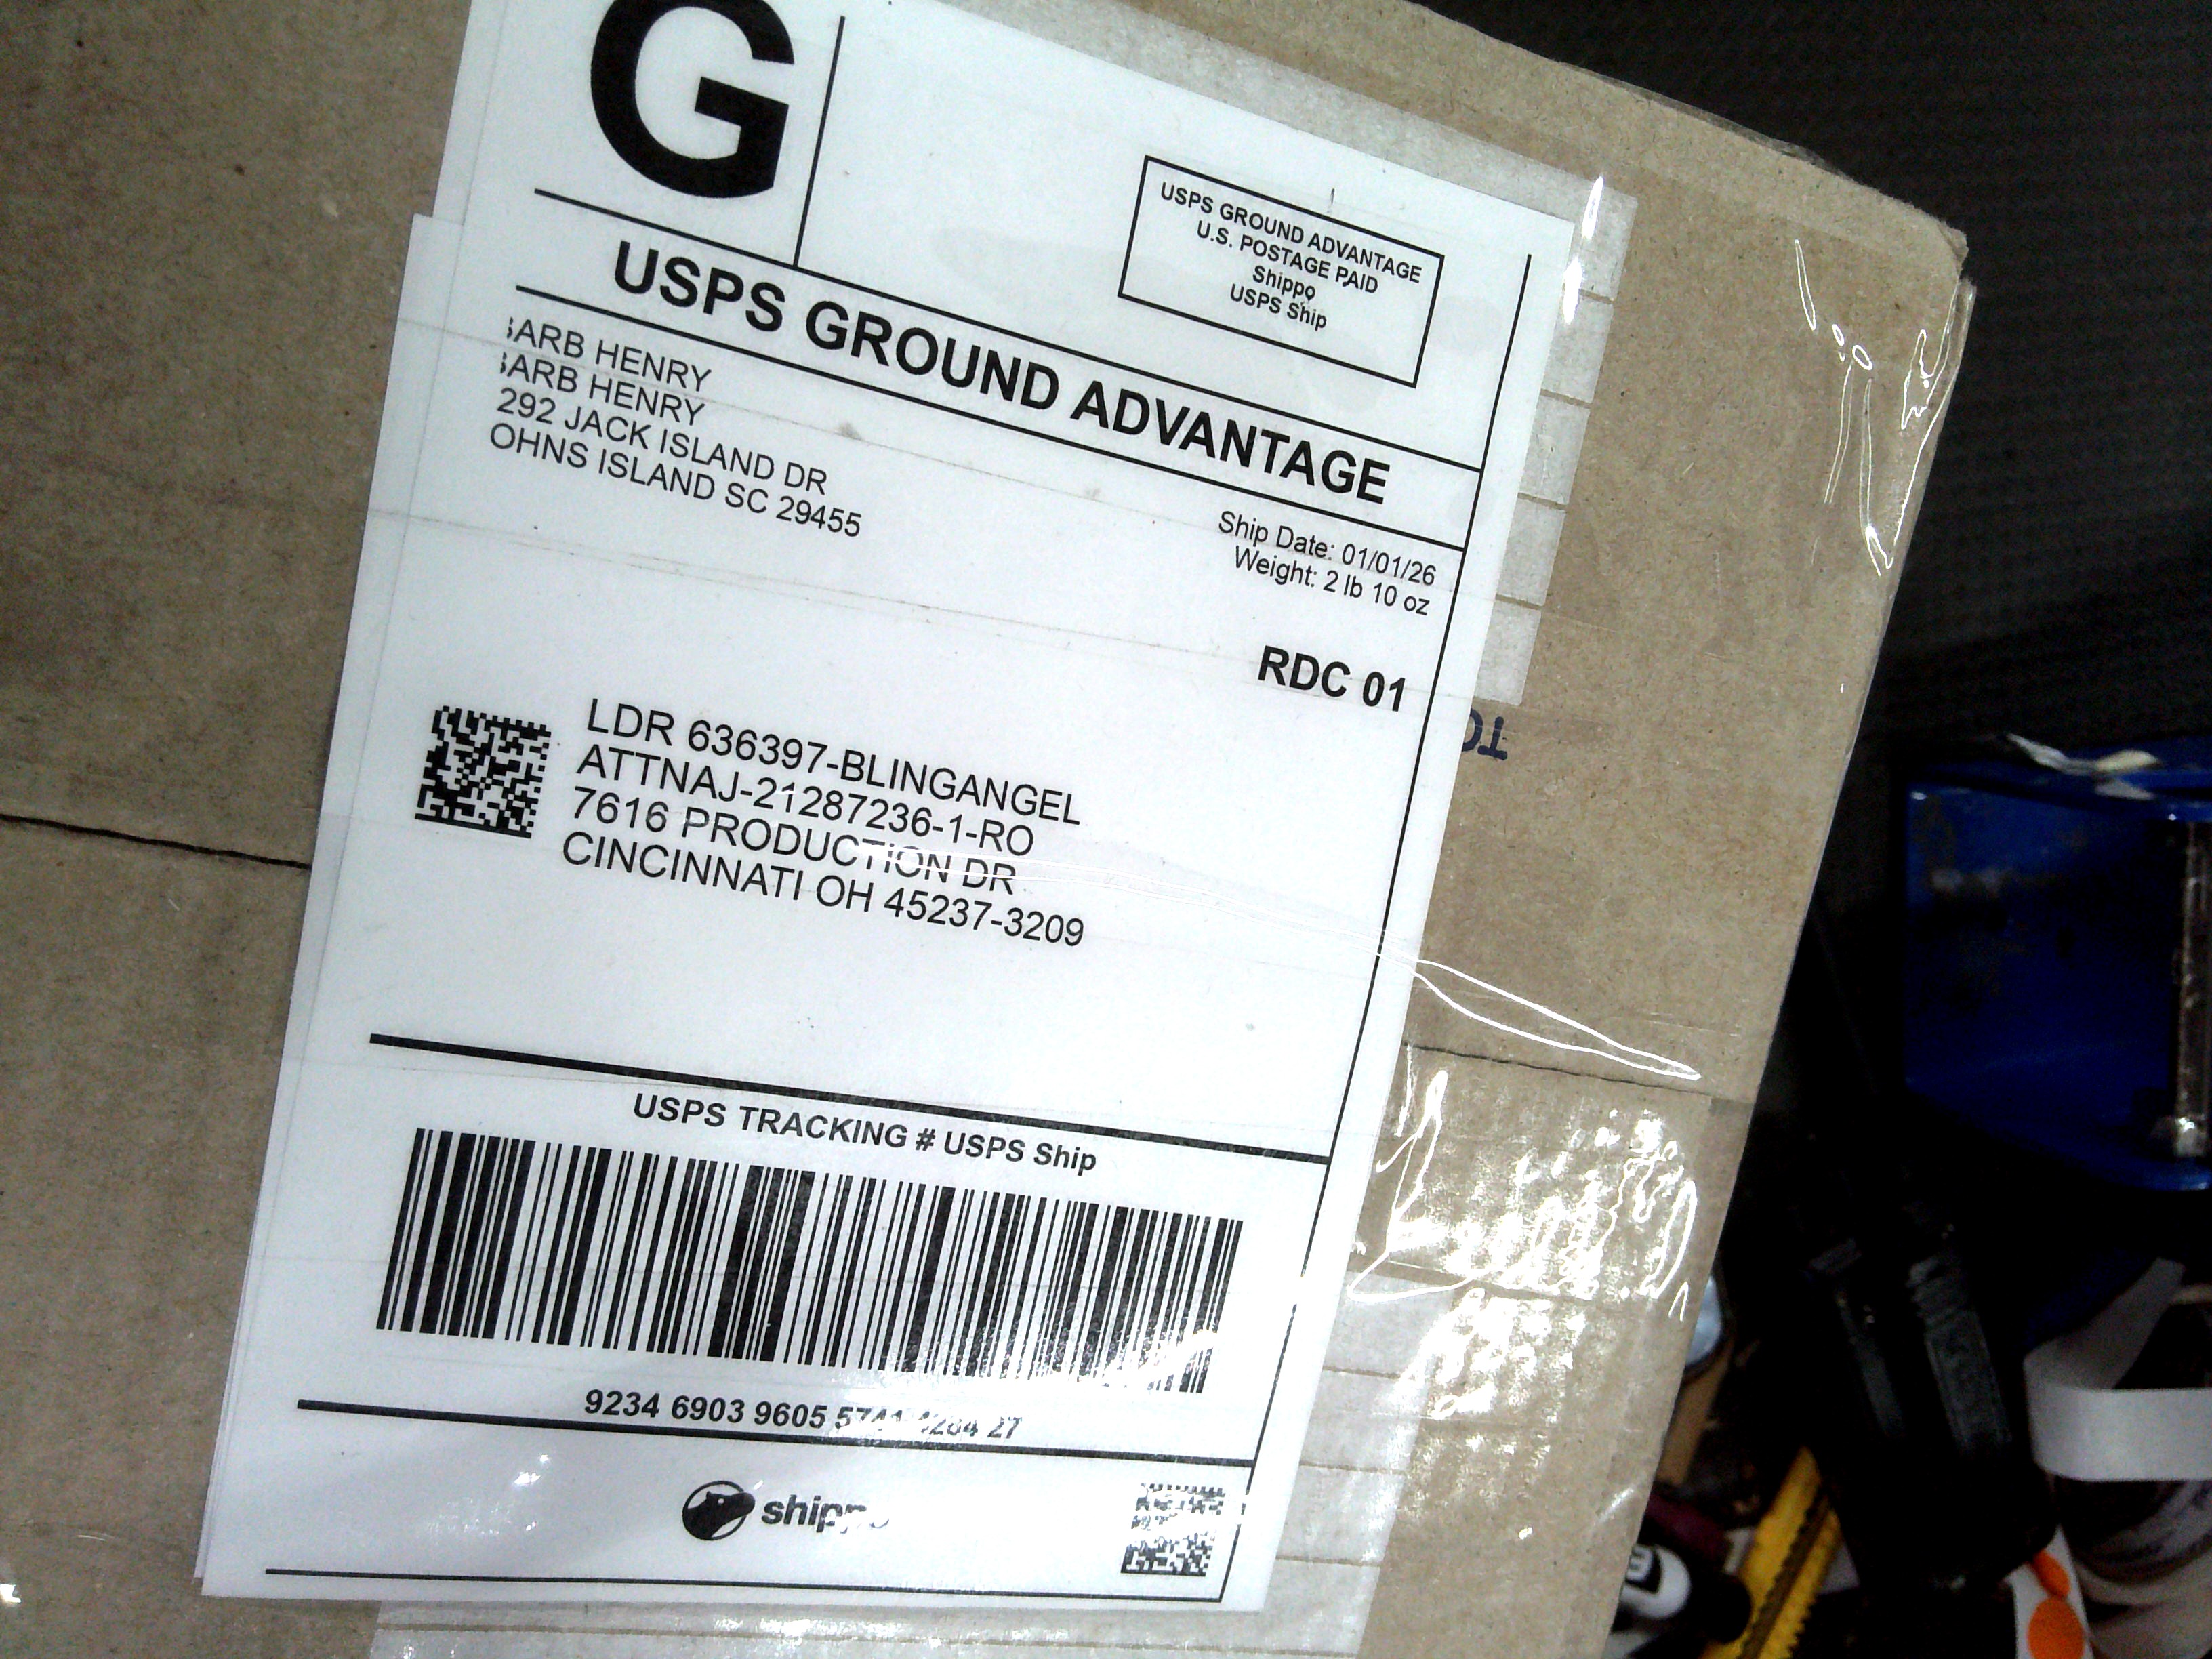 G
USPS GROUND ADVANTAGE
U.S. POSTAGE PAID
Shippo
USPS Ship
USPS GROUND ADVANTAGE
ARB HENRY
ARB HENRY
292 JACK ISLAND DR
OHNS ISLAND SC 29455
Ship Date: 01/01/26
Weight: 2 lb 10 oz
RDC 01
LDR 636397-BLINGANGEL
ATTNAJ-21287236-1-RO
7616 PRODUCTION DR
CINCINNATI OH 45237-3209
USPS TRACKING # USPS Ship
9234 6903 9605
shippo